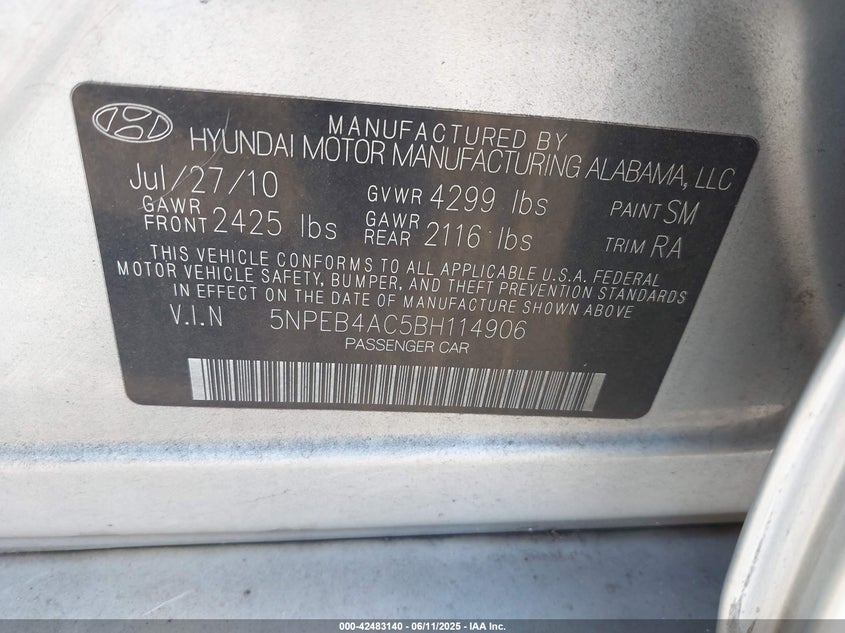 MANUFACTURED BY
HYUNDAI MOTOR MANUFACTURING ALABAMA, LLC
Jul/27/10 GVWR 4299 lbs PAINT SM
GAWR FRONT 2425 lbs GAWR REAR 2116 lbs TRIM RA
THIS VEHICLE CONFORMS TO ALL APPLICABLE U.S.A. FEDERAL
MOTOR VEHICLE SAFETY, BUMPER, AND THEFT PREVENTION STANDARDS
IN EFFECT ON THE DATE OF MANUFACTURE SHOWN ABOVE
V.I.N 5NPEB4AC5BH114906
PASSENGER CAR
000-42483140 - 06/11/2025 - IAA Inc.